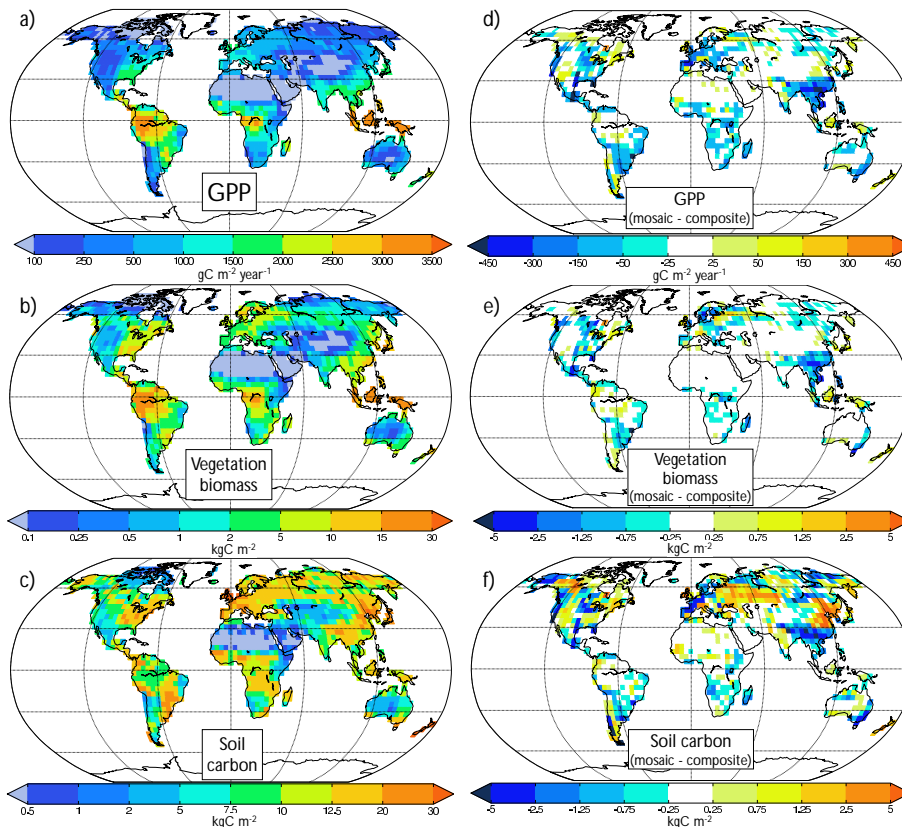 a)
GPP
100 250 500 1000 1500 2000 2500 3000 3500
gC m-2 year-1
d)
GPP
(mosaic - composite)
-450 -300 -150 -50 -25 25 50 150 300 450
gC m-2 year-1
b)
Vegetation
biomass
0.1 0.25 0.5 1 2 5 10 15 30
kgC m-2
e)
Vegetation
biomass
(mosaic - composite)
-5 -2.5 -1.25 -0.75 -0.25 0.25 0.75 1.25 2.5 5
kgC m-2
c)
Soil
carbon
0.5 1 2 5 7.5 10 12.5 20 30
kgC m-2
f)
Soil carbon
(mosaic - composite)
-5 -2.5 -1.25 -0.75 -0.25 0.25 0.75 1.25 2.5 5
kgC m-2